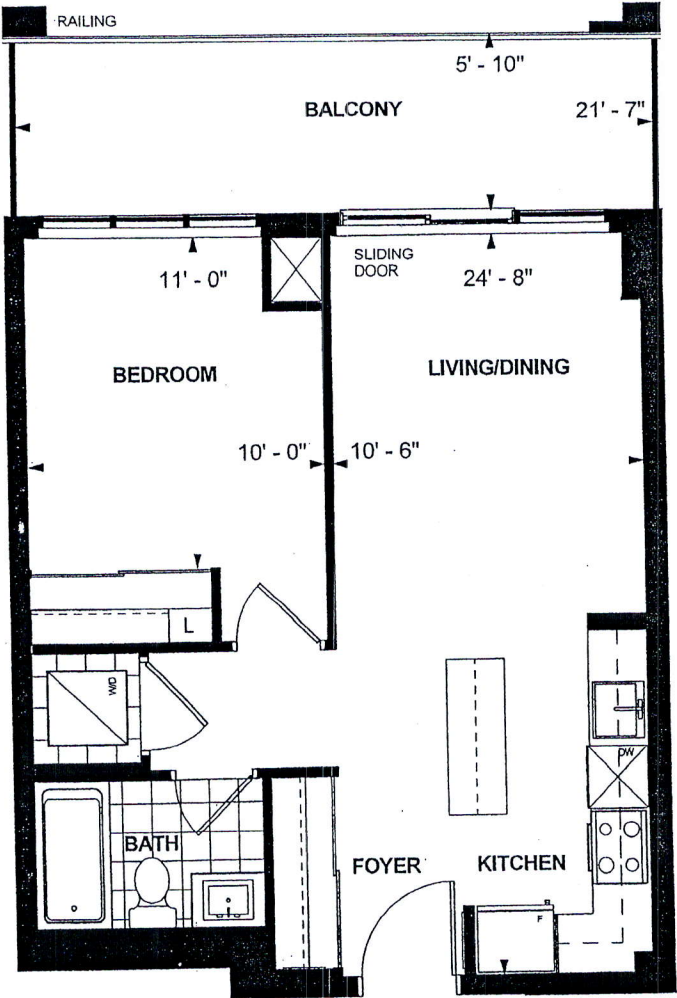 RAILING
5' - 10"
BALCONY
21' - 7"
SLIDING
DOOR
11' - 0"
24' - 8"
BEDROOM
LIVING/DINING
10' - 0"
10' - 6"
L
W/D
DW
BATH
FOYER
KITCHEN
F